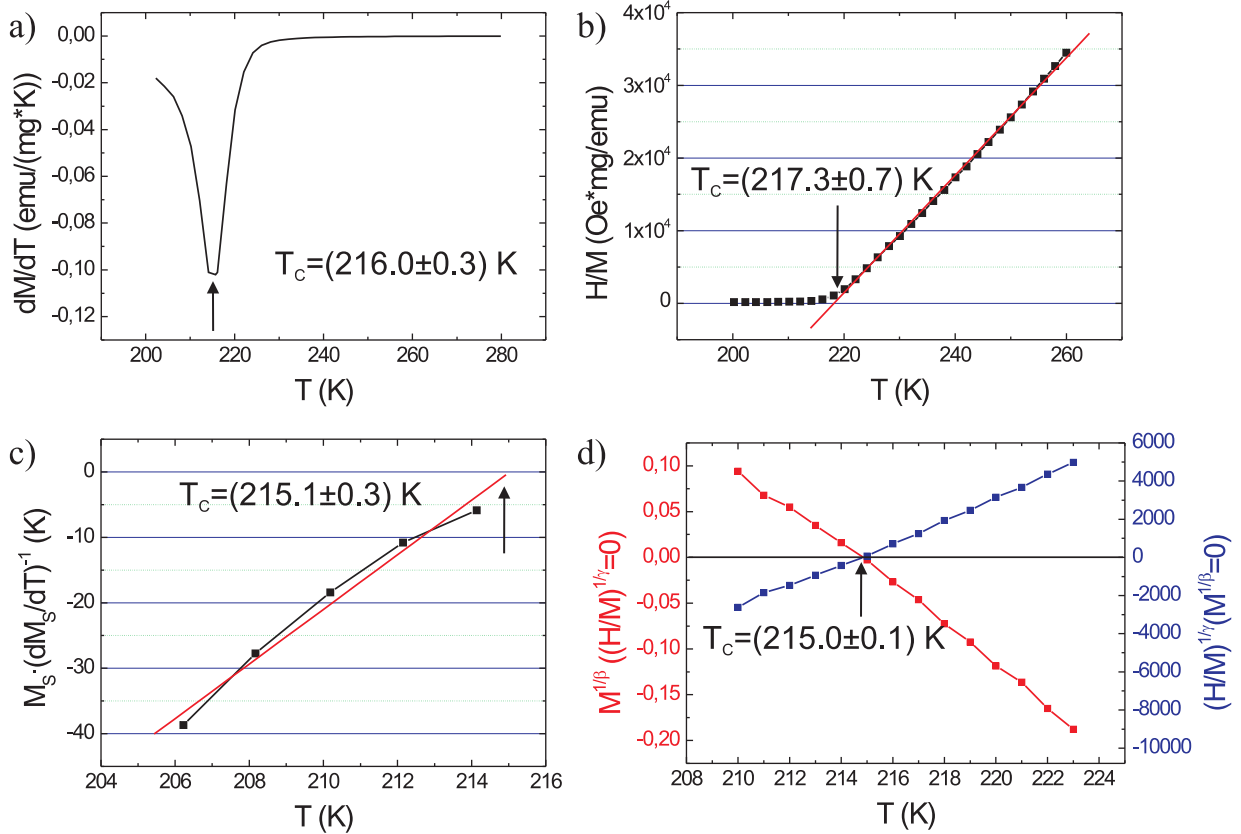 a)
0,00
-0,02
-0,04
-0,06
-0,08
-0,10
-0,12
dM/dT (emu/(mg*K))
T_C=(216.0±0.3) K
200 220 240 260 280
T (K)
b)
4x10^4
3x10^4
2x10^4
1x10^4
0
H/M (Oe*mg/emu)
T_C=(217.3±0.7) K
200 220 240 260
T (K)
c)
0
-10
-20
-30
-40
M_S·(dM_S/dT)^-1 (K)
T_C=(215.1±0.3) K
204 206 208 210 212 214 216
T (K)
d)
0,10
0,05
0,00
-0,05
-0,10
-0,15
-0,20
M^1/β ((H/M)^1/γ=0)
T_C=(215.0±0.1) K
6000
4000
2000
0
-2000
-4000
-6000
-8000
-10000
(H/M)^1/γ(M^1/β=0)
208 210 212 214 216 218 220 222 224
T (K)